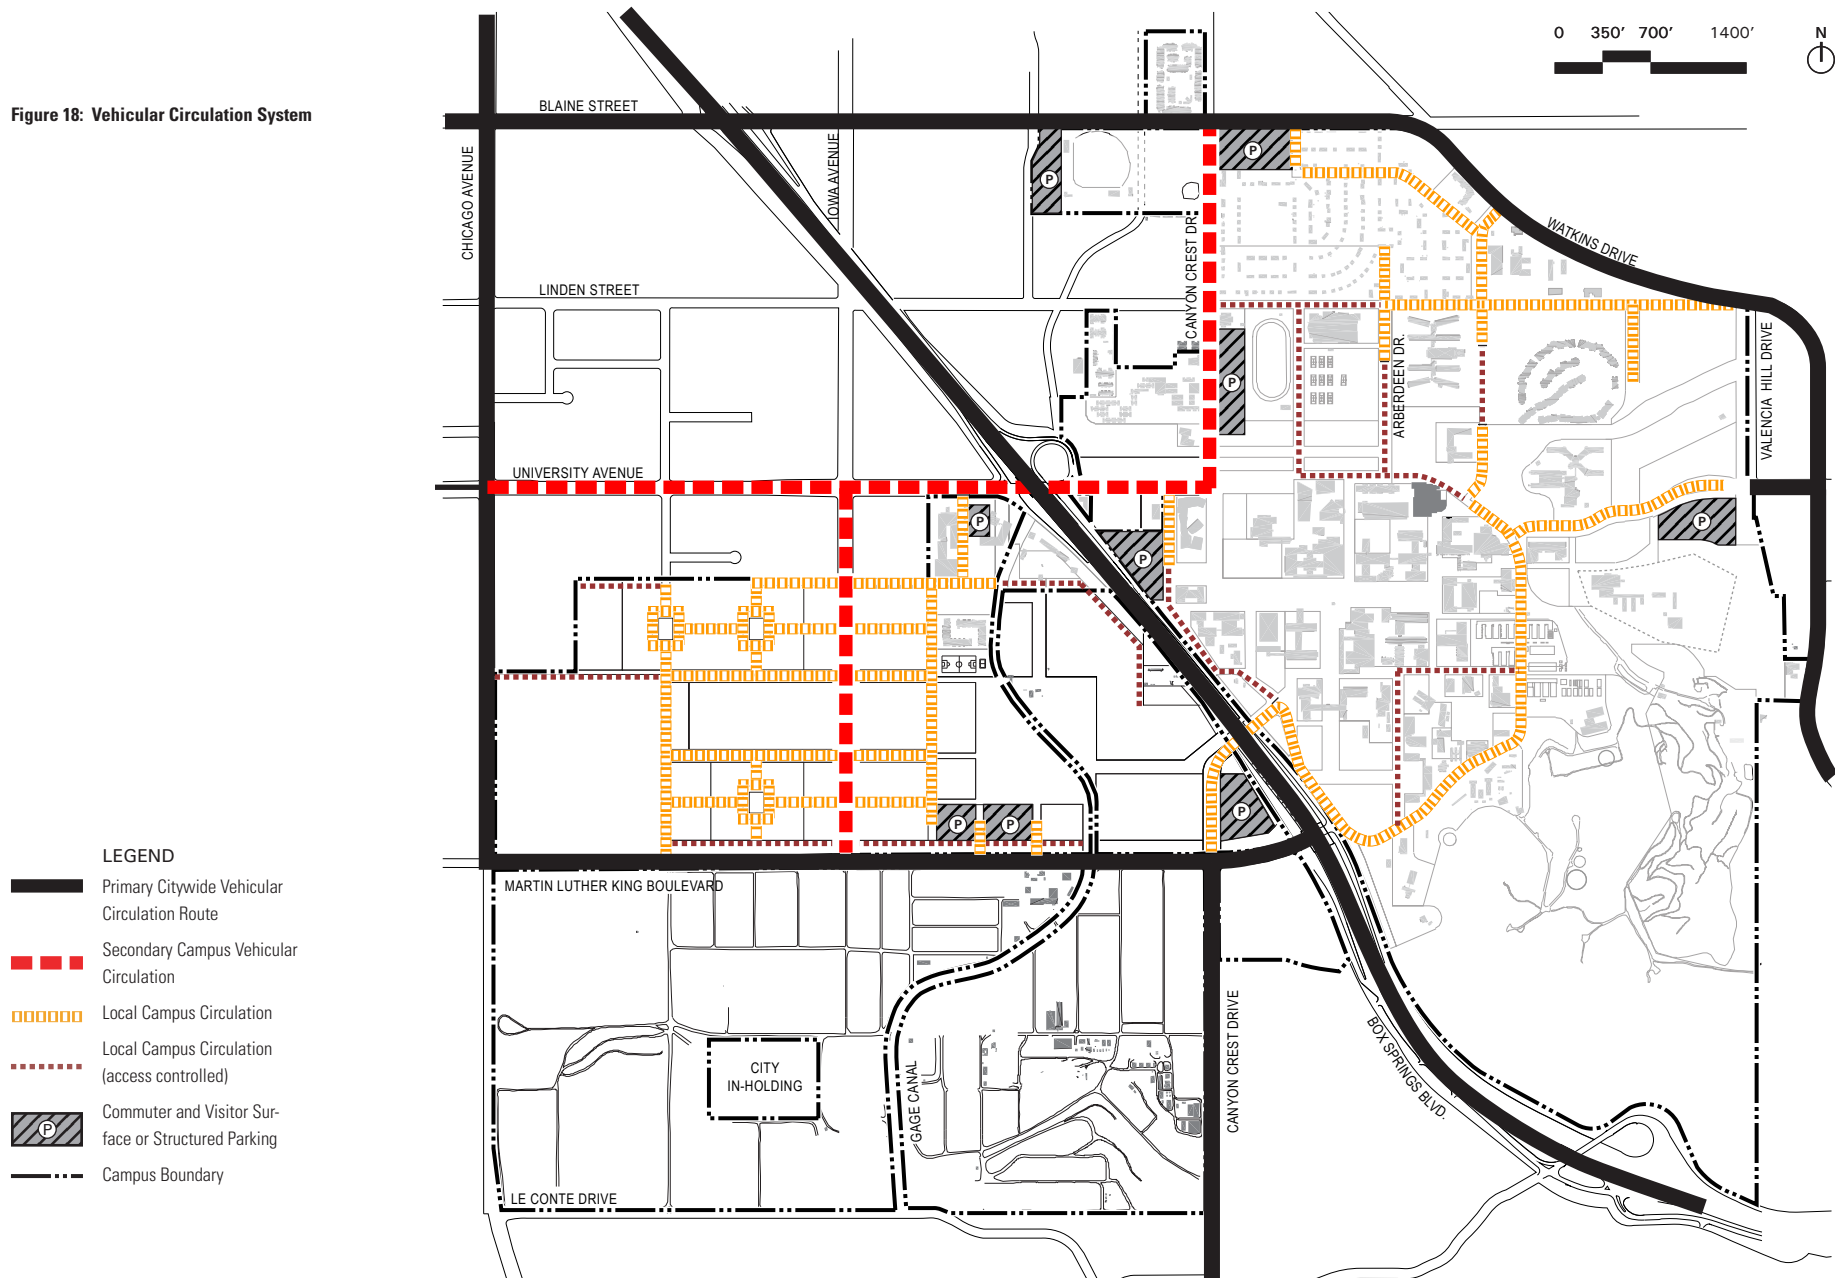 Figure 18:  Vehicular Circulation System
0 350’ 700’ 1400’
N
BLAINE STREET
CHICAGO AVENUE
IOWA AVENUE
CANYON CREST DR.
WATKINS DRIVE
LINDEN STREET
ARBERDEEN DR.
VALENCIA HILL DRIVE
UNIVERSITY AVENUE
P
P
P
P
P
P
P
P
P
MARTIN LUTHER KING BOULEVARD
CITY
IN-HOLDING
GAGE CANAL
CANYON CREST DRIVE
BOX SPRINGS BLVD.
LE CONTE DRIVE
LEGEND
Primary Citywide Vehicular
Circulation Route
Secondary Campus Vehicular
Circulation
Local Campus Circulation
Local Campus Circulation
(access controlled)
P
Commuter and Visitor Sur-
face or Structured Parking
Campus Boundary